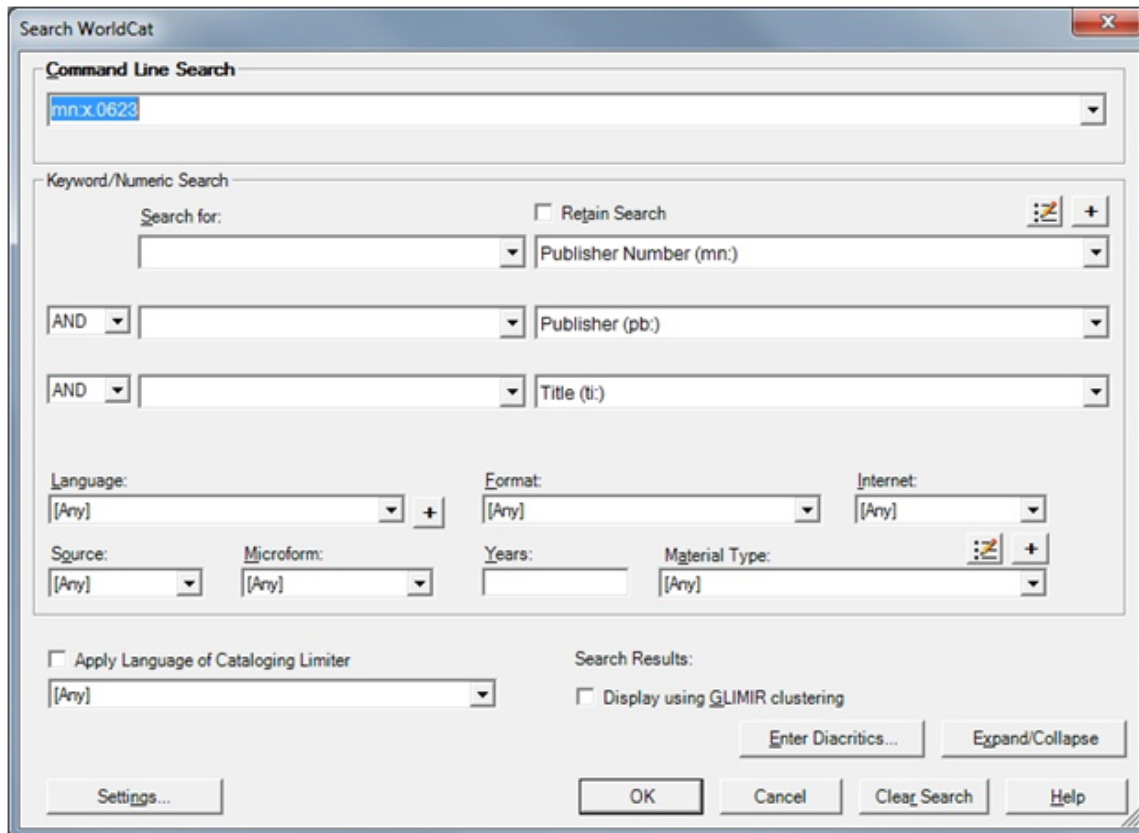 Search WorldCat
Command Line Search
mn:x.0623
Keyword/Numeric Search
Search for:
Retain Search
+
Publisher Number (mn:)
AND
Publisher (pb:)
AND
Title (ti:)
Language:
Format:
Internet:
[Any]
+
[Any]
[Any]
Source:
Microform:
Years:
Material Type:
+
[Any]
[Any]
[Any]
Apply Language of Cataloging Limiter
Search Results:
[Any]
Display using GLIMIR clustering
Enter Diacritics...
Expand/Collapse
Settings...
OK
Cancel
Clear Search
Help